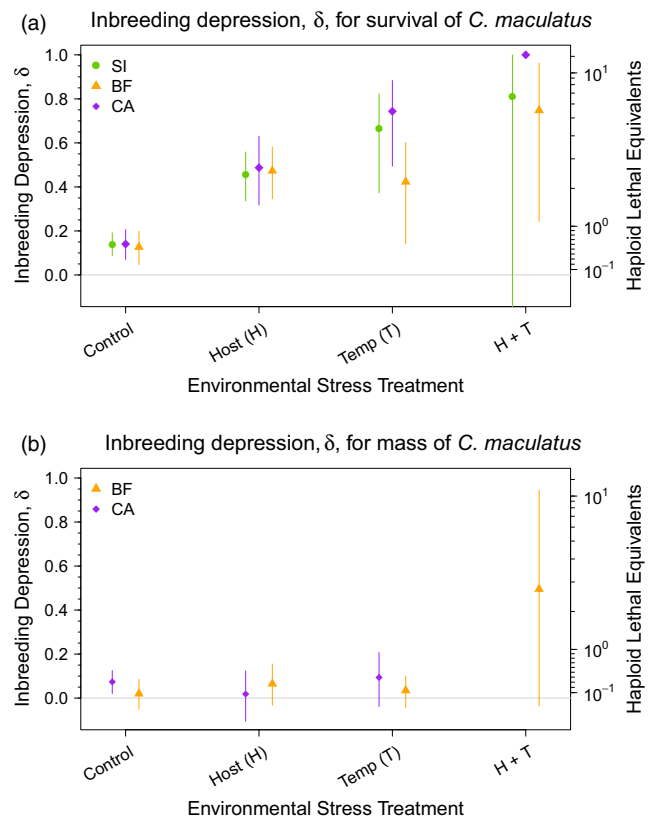 (a) Inbreeding depression, δ, for survival of C. maculatus
Inbreeding Depression, δ
1.0
0.8
0.6
0.4
0.2
0.0
SI
BF
CA
10¹
10⁰
10⁻¹
Haploid Lethal Equivalents
Control
Host (H)
Temp (T)
H + T
Environmental Stress Treatment
(b) Inbreeding depression, δ, for mass of C. maculatus
Inbreeding Depression, δ
1.0
0.8
0.6
0.4
0.2
0.0
BF
CA
10¹
10⁰
10⁻¹
Haploid Lethal Equivalents
Control
Host (H)
Temp (T)
H + T
Environmental Stress Treatment